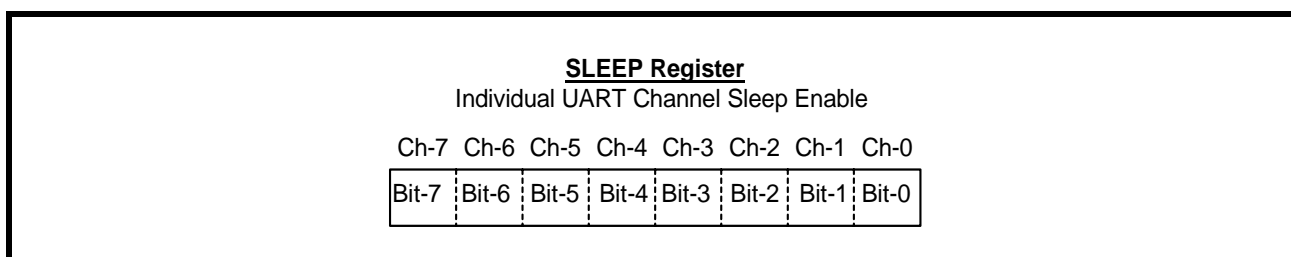 SLEEP Register
Individual UART Channel Sleep Enable
Ch-7 Ch-6 Ch-5 Ch-4 Ch-3 Ch-2 Ch-1 Ch-0
Bit-7 Bit-6 Bit-5 Bit-4 Bit-3 Bit-2 Bit-1 Bit-0